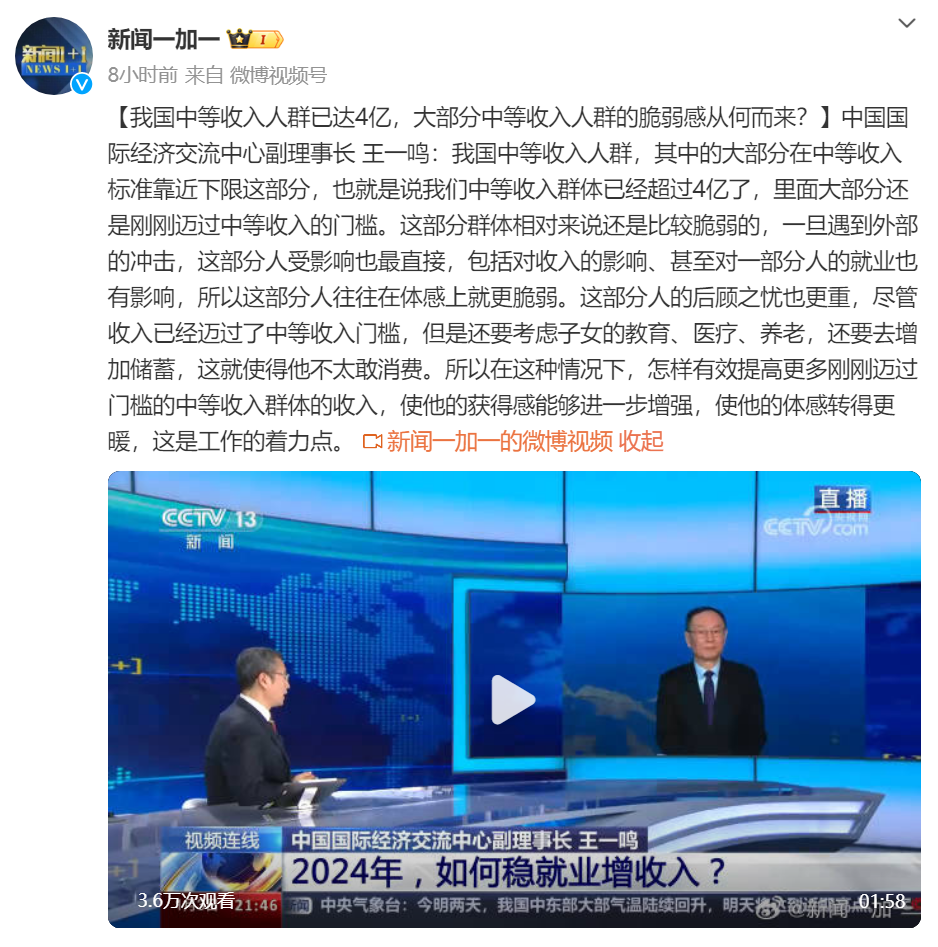 新闻1+1
NEWS 1+1
新闻一加一
I
8小时前 来自 微博视频号
【我国中等收入人群已达4亿，大部分中等收入人群的脆弱感从何而来？】中国国
际经济交流中心副理事长 王一鸣：我国中等收入人群，其中的大部分在中等收入
标准靠近下限这部分，也就是说我们中等收入群体已经超过4亿了，里面大部分还
是刚刚迈过中等收入的门槛。这部分群体相对来说还是比较脆弱的，一旦遇到外部
的冲击，这部分人受影响也最直接，包括对收入的影响、甚至对一部分人的就业也
有影响，所以这部分人往往在体感上就更脆弱。这部分人的后顾之忧也更重，尽管
收入已经迈过了中等收入门槛，但是还要考虑子女的教育、医疗、养老，还要去增
加储蓄，这就使得他不太敢消费。所以在这种情况下，怎样有效提高更多刚刚迈过
门槛的中等收入群体的收入，使他的获得感能够进一步增强，使他的体感转得更
暖，这是工作的着力点。 新闻一加一的微博视频 收起
CCTV 13
新闻
直播
CCTV.com
+]
视频连线
中国国际经济交流中心副理事长 王一鸣
2024年，如何稳就业增收入？
3.6万次观看
21:46
新闻
中央气象台：今明两天，我国中东部大部气温陆续回升，明天
@新闻一加一
01:58